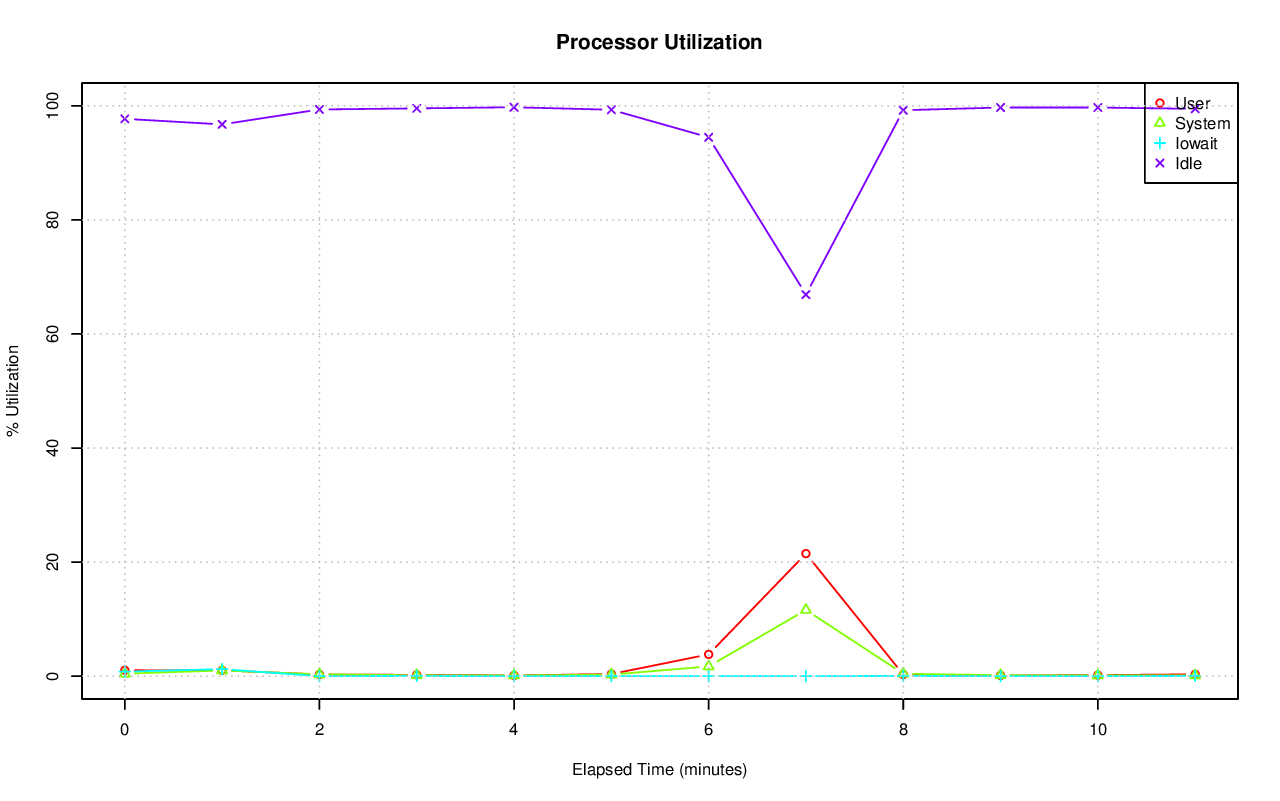 Processor Utilization
100
80
60
40
20
0
% Utilization
User
System
Iowait
Idle
0 2 4 6 8 10
Elapsed Time (minutes)